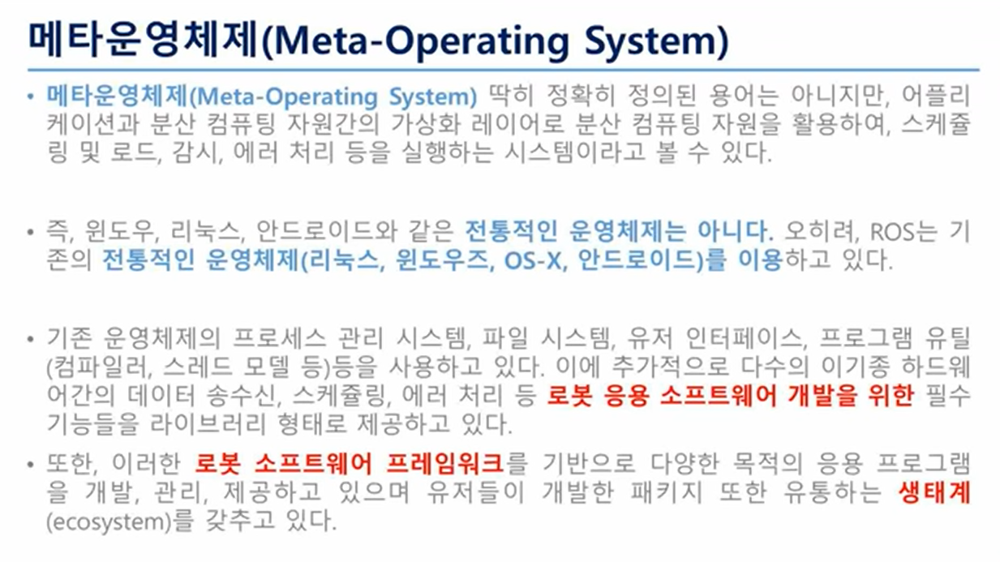 메타운영체제(Meta-Operating System)
• 메타운영체제(Meta-Operating System) 딱히 정확히 정의된 용어는 아니지만, 어플리
케이션과 분산 컴퓨팅 자원간의 가상화 레이어로 분산 컴퓨팅 자원을 활용하여, 스케쥴
링 및 로드, 감시, 에러 처리 등을 실행하는 시스템이라고 볼 수 있다.
• 즉, 윈도우, 리눅스, 안드로이드와 같은 전통적인 운영체제는 아니다. 오히려, ROS는 기
존의 전통적인 운영체제(리눅스, 윈도우즈, OS-X, 안드로이드)를 이용하고 있다.
• 기존 운영체제의 프로세스 관리 시스템, 파일 시스템, 유저 인터페이스, 프로그램 유틸
(컴파일러, 스레드 모델 등)등을 사용하고 있다. 이에 추가적으로 다수의 이기종 하드웨
어간의 데이터 송수신, 스케쥴링, 에러 처리 등 로봇 응용 소프트웨어 개발을 위한 필수
기능들을 라이브러리 형태로 제공하고 있다.
• 또한, 이러한 로봇 소프트웨어 프레임워크를 기반으로 다양한 목적의 응용 프로그램
을 개발, 관리, 제공하고 있으며 유저들이 개발한 패키지 또한 유통하는 생태계
(ecosystem)를 갖추고 있다.